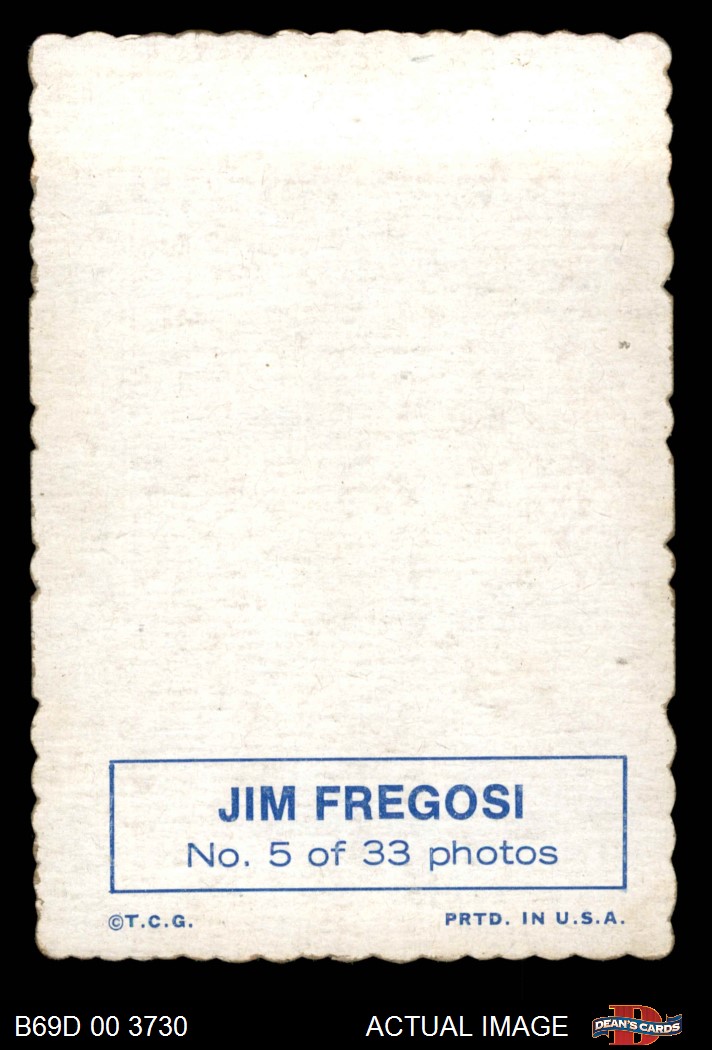 JIM FREGOSI
No. 5 of 33 photos
©T.C.G. PRTD. IN U.S.A.
B69D 00 3730 ACTUAL IMAGE D DEAN'S CARDS